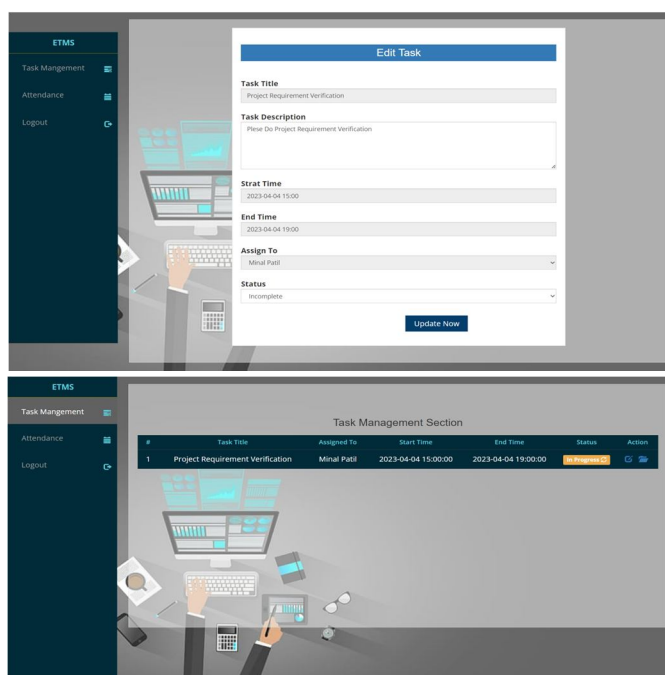 ETMS
Task Mangement
Attendance
Logout
Edit Task
Task Title
Project Requirement Verification
Task Description
Plese Do Project Requirement Verification
Strat Time
2023-04-04 15:00
End Time
2023-04-04 19:00
Assign To
Minal Patil
Status
Incomplete
Update Now
ETMS
Task Mangement
Attendance
Logout
Task Management Section
# Task Title Assigned To Start Time End Time Status Action
1 Project Requirement Verification Minal Patil 2023-04-04 15:00:00 2023-04-04 19:00:00 In Progress